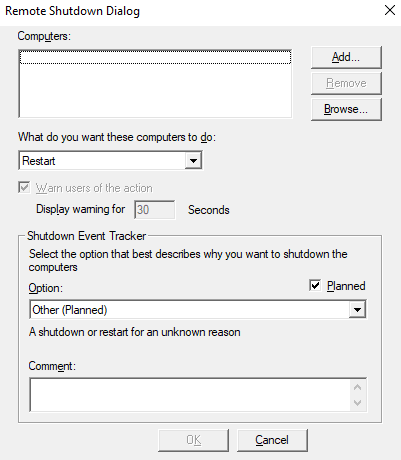 Remote Shutdown Dialog
Computers:
Add...
Remove
Browse...
What do you want these computers to do:
Restart
Warn users of the action
Display warning for 30 Seconds
Shutdown Event Tracker
Select the option that best describes why you want to shutdown the
computers
Option: Planned
Other (Planned)
A shutdown or restart for an unknown reason
Comment:
OK Cancel